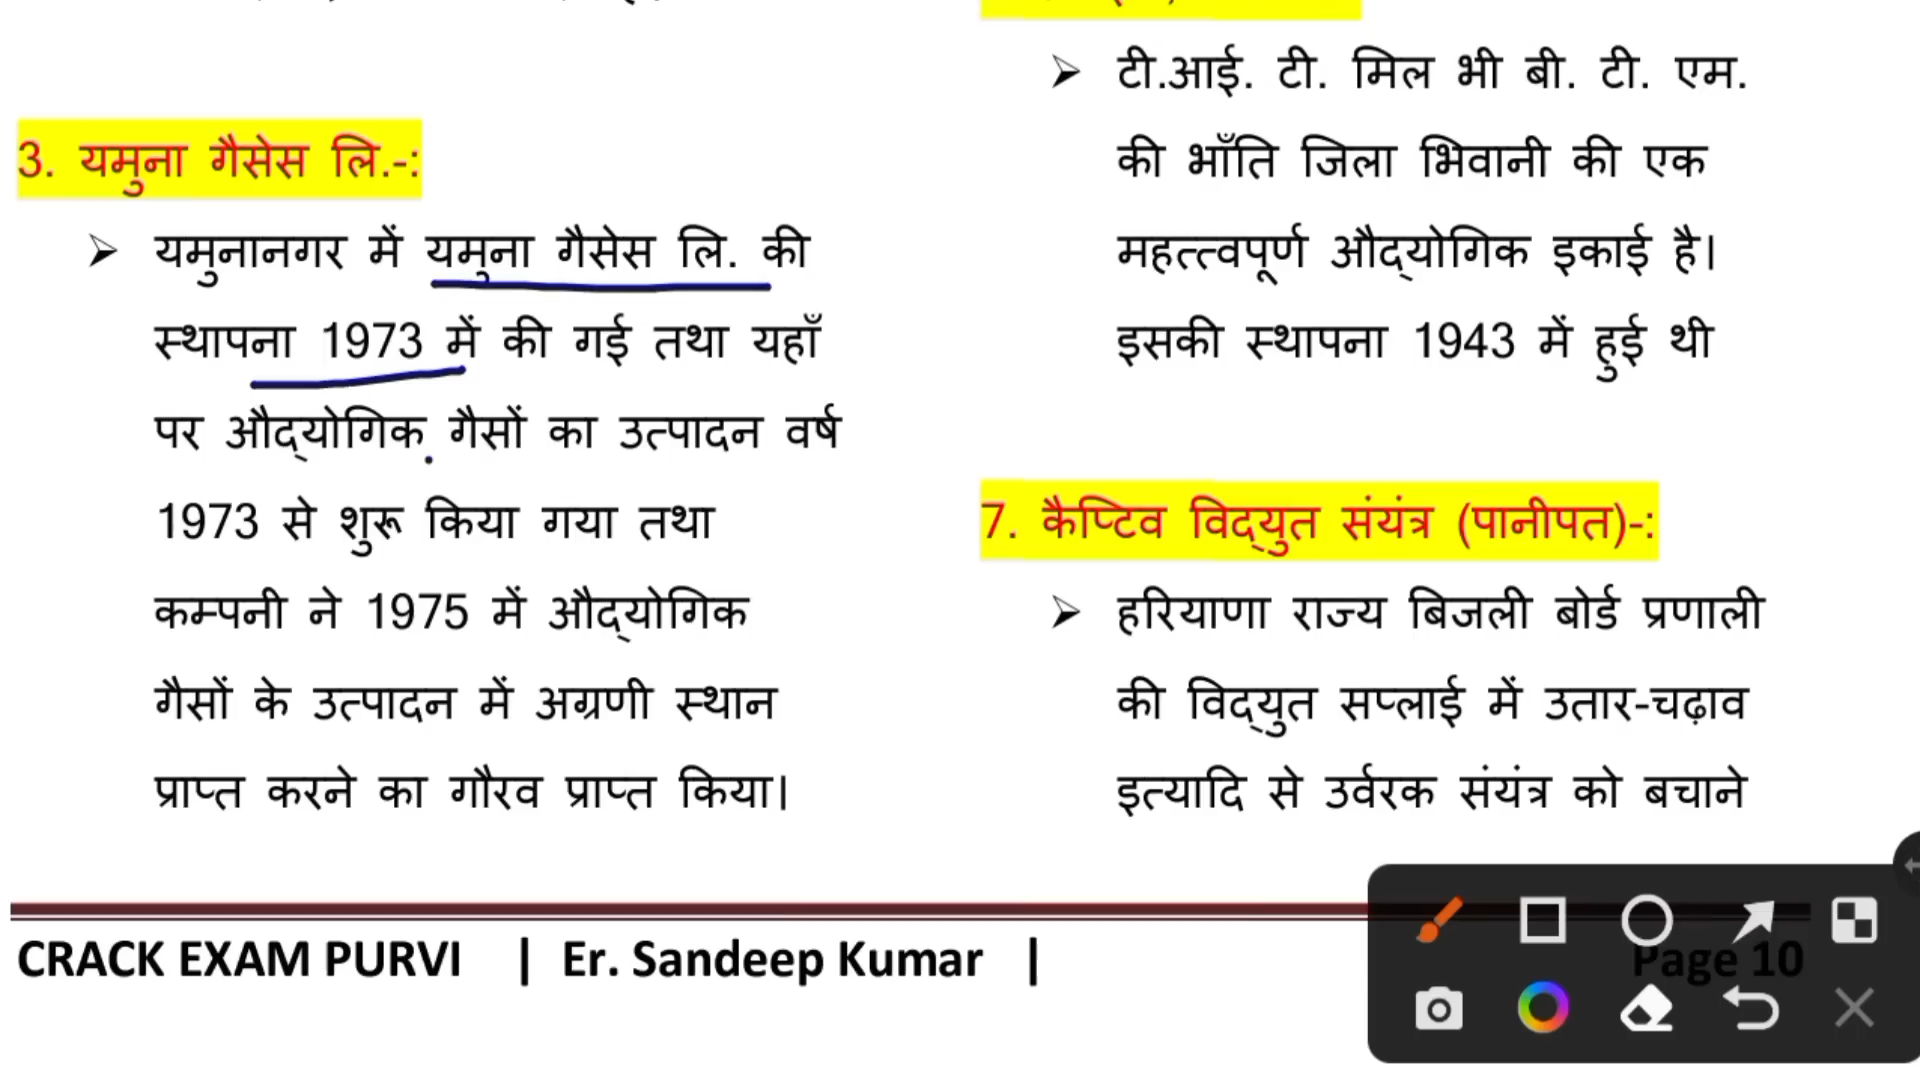 3. यमुना गैसेस लि.-:
➢ यमुनानगर में यमुना गैसेस लि. की
स्थापना 1973 में की गई तथा यहाँ
पर औद्योगिक गैसों का उत्पादन वर्ष
1973 से शुरू किया गया तथा
कम्पनी ने 1975 में औद्योगिक
गैसों के उत्पादन में अग्रणी स्थान
प्राप्त करने का गौरव प्राप्त किया।
➢ टी.आई. टी. मिल भी बी. टी. एम.
की भाँति जिला भिवानी की एक
महत्त्वपूर्ण औद्योगिक इकाई है।
इसकी स्थापना 1943 में हुई थी
7. कैप्टिव विद्युत संयंत्र (पानीपत)-:
➢ हरियाणा राज्य बिजली बोर्ड प्रणाली
की विद्युत सप्लाई में उतार-चढ़ाव
इत्यादि से उर्वरक संयंत्र को बचाने
CRACK EXAM PURVI | Er. Sandeep Kumar | Page 10